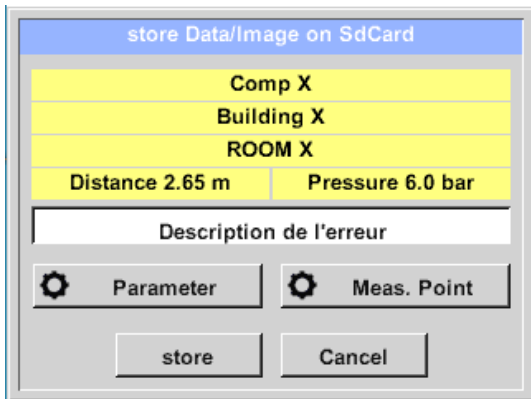 store Data/Image on SdCard
Comp X
Building X
ROOM X
Distance 2.65 m Pressure 6.0 bar
Description de l'erreur
Parameter Meas. Point
store Cancel